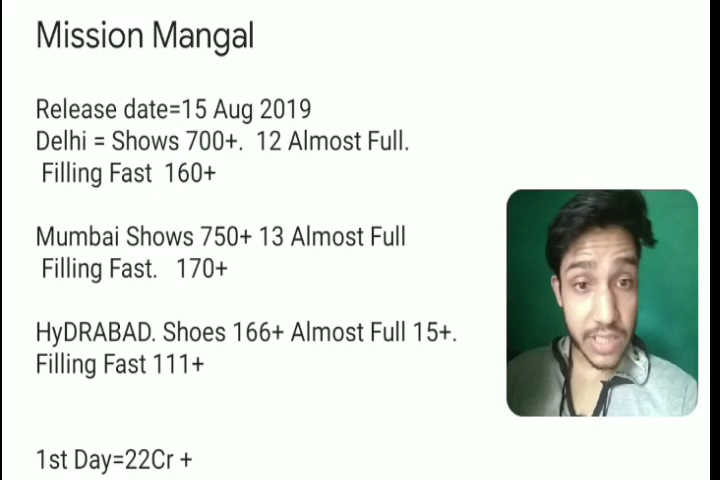 Mission Mangal
Release date=15 Aug 2019
Delhi = Shows 700+. 12 Almost Full.
Filling Fast 160+
Mumbai Shows 750+ 13 Almost Full
Filling Fast. 170+
HyDRABAD. Shoes 166+ Almost Full 15+.
Filling Fast 111+
1st Day=22Cr +